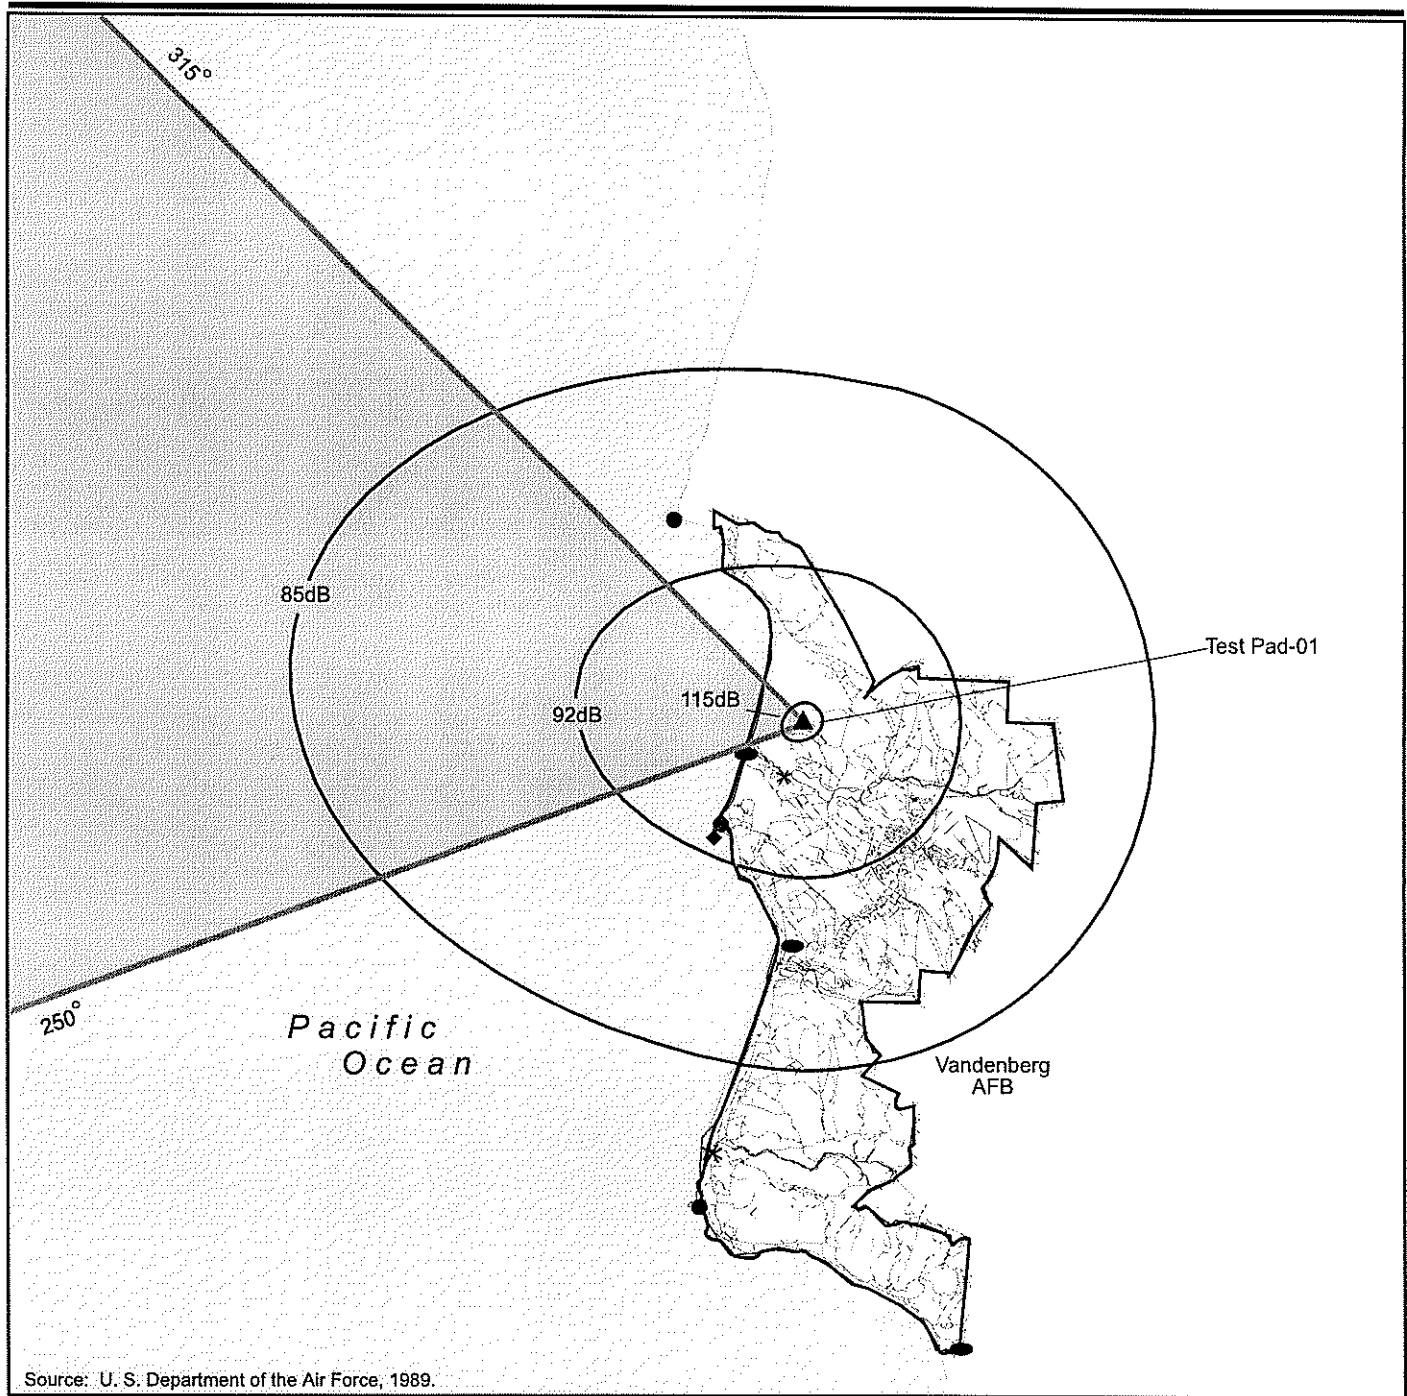 315°
85dB
Test Pad-01
115dB
92dB
250°
Pacific
Ocean
Vandenberg
AFB
Source: U. S. Department of the Air Force, 1989.